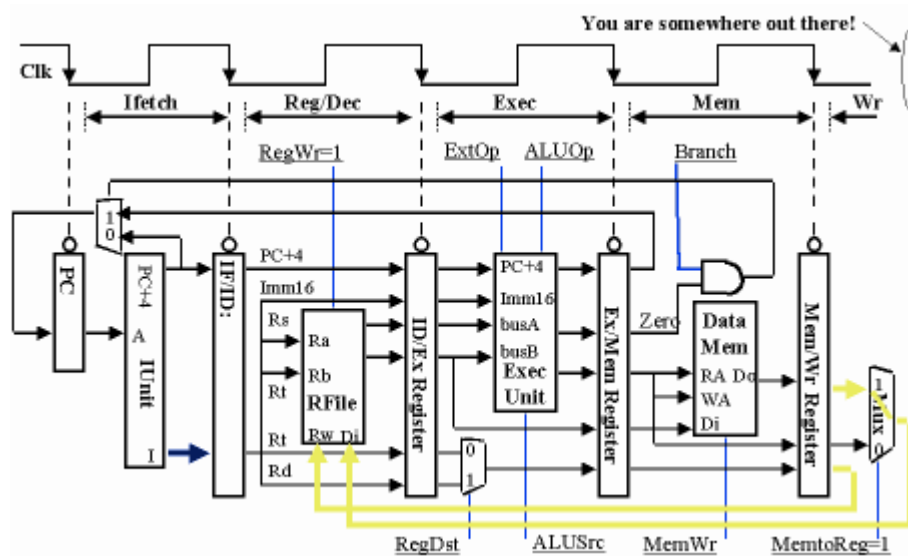 You are somewhere out there!
Clk
Ifetch Reg/Dec Exec Mem Wr
RegWr=1 ExtOp ALUOp Branch
1
0
PC
PC+4
A
IUnit
I
IF/ID:
PC+4
Imm16
Rs
Rt
Ra
Rb
RFile
Rw Di
Rt
Rd
ID/Ex Register
0
1
PC+4
Imm16
busA
busB
Exec
Unit
Ex/Mem Register
Zero
Data
Mem
RA Do
WA
Di
Mem/Wr Register
1
Mux
0
RegDst ALUSrc MemWr MemtoReg=1